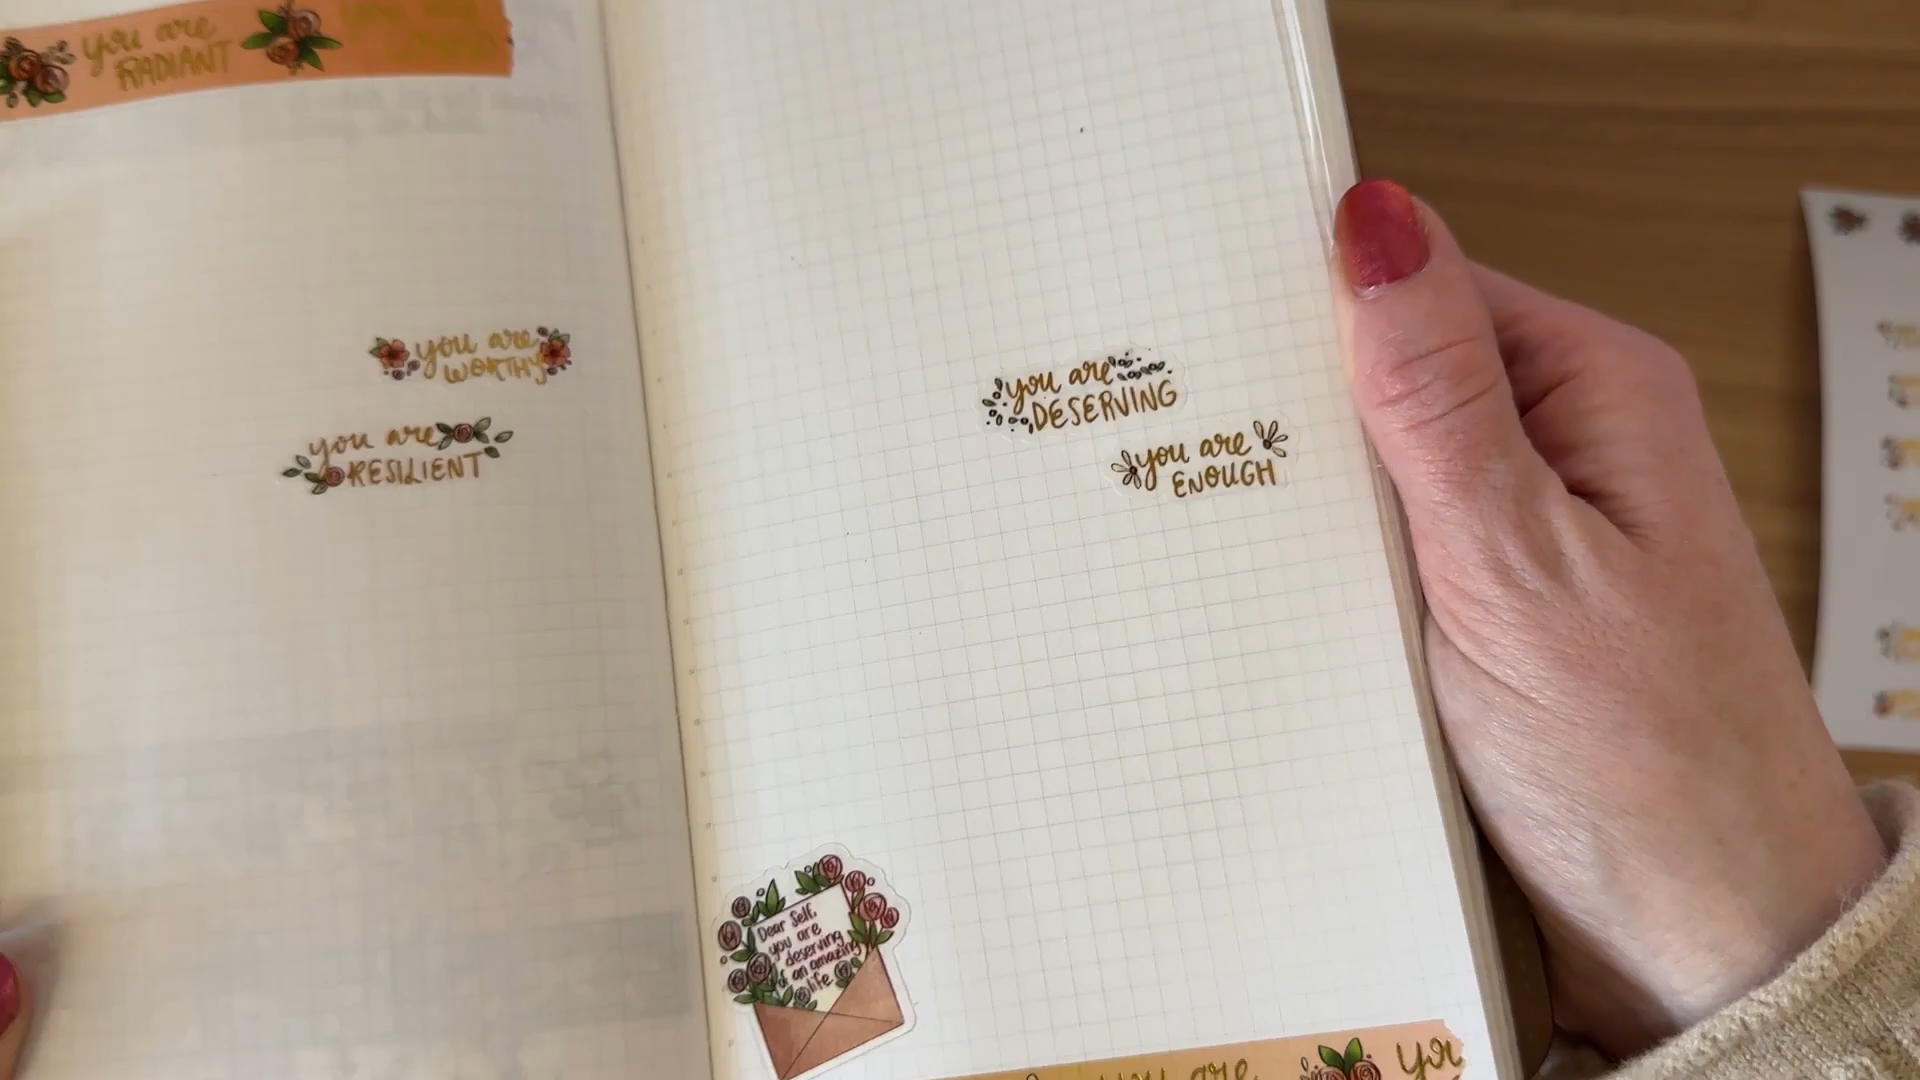 you are
RADIANT
you are
WORTHY
you are
RESILIENT
you are
DESERVING
you are
ENOUGH
Dear Self,
you are
deserving
of an amazing
life
you are